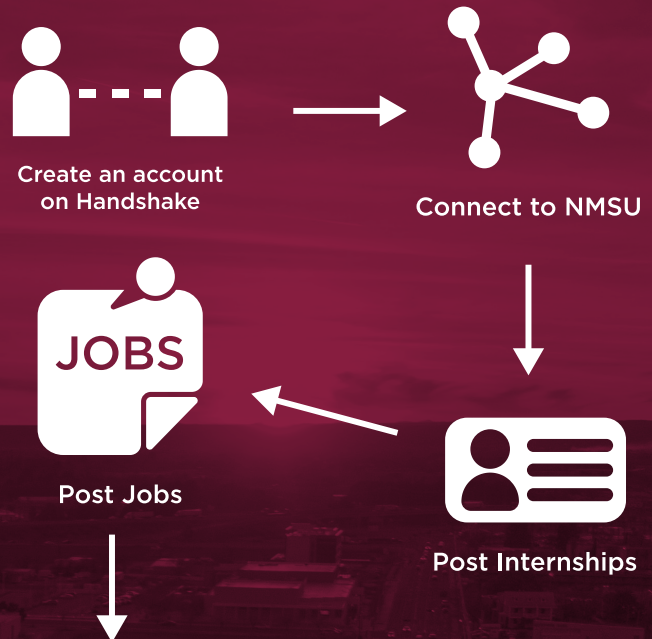 Create an account
on Handshake
Connect to NMSU
JOBS
Post Jobs
Post Internships